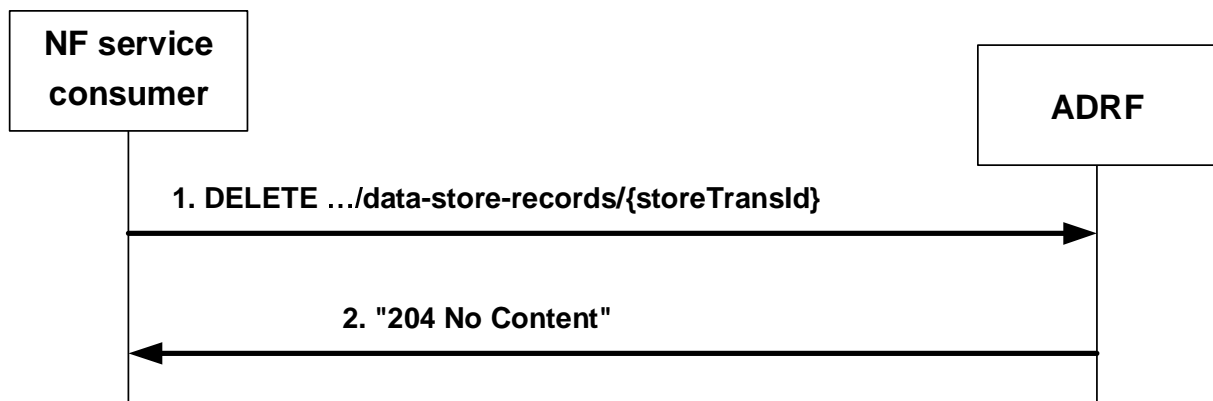 NF service
consumer
ADRF
1. DELETE …/data-store-records/{storeTransId}
2. "204 No Content"